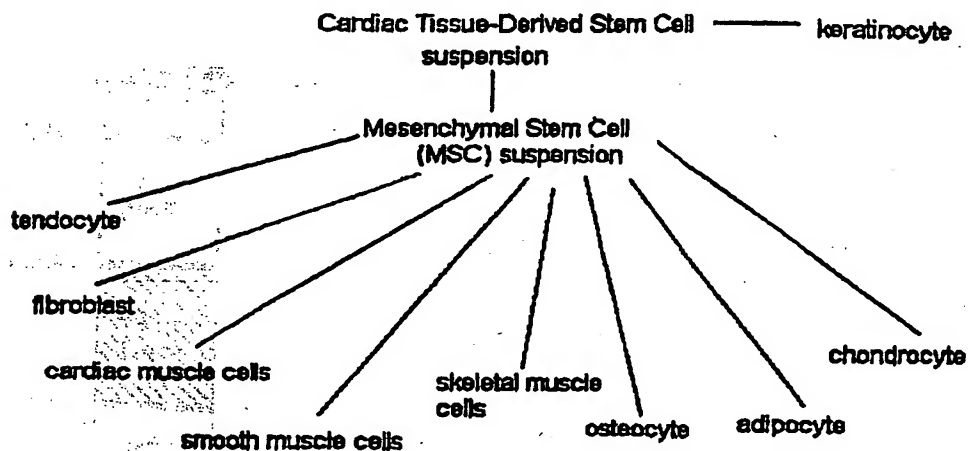 Cardiac Tissue-Derived Stem Cell
suspension
keratinocyte
Mesenchymal Stem Cell
(MSC) suspension
tendocyte
fibroblast
cardiac muscle cells
smooth muscle cells
skeletal muscle
cells
osteocyte
adipocyte
chondrocyte